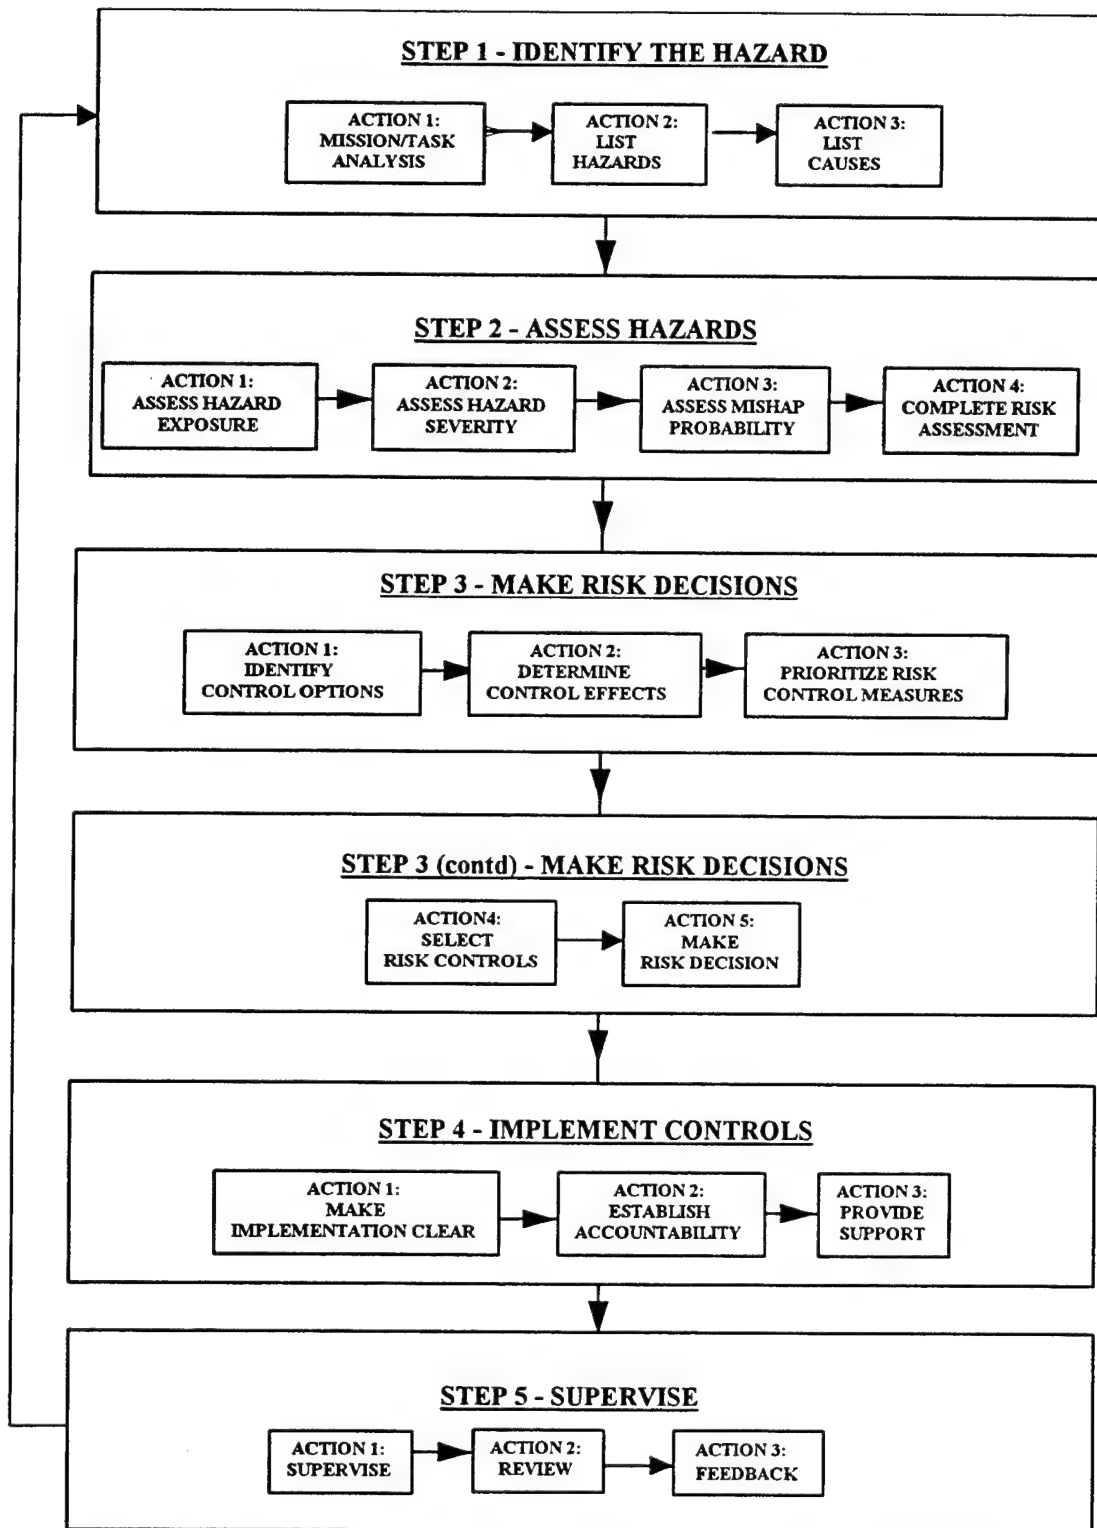 STEP 1 - IDENTIFY THE HAZARD
ACTION 1:
MISSION/TASK
ANALYSIS
ACTION 2:
LIST
HAZARDS
ACTION 3:
LIST
CAUSES
STEP 2 - ASSESS HAZARDS
ACTION 1:
ASSESS HAZARD
EXPOSURE
ACTION 2:
ASSESS HAZARD
SEVERITY
ACTION 3:
ASSESS MISHAP
PROBABILITY
ACTION 4:
COMPLETE RISK
ASSESSMENT
STEP 3 - MAKE RISK DECISIONS
ACTION 1:
IDENTIFY
CONTROL OPTIONS
ACTION 2:
DETERMINE
CONTROL EFFECTS
ACTION 3:
PRIORITIZE RISK
CONTROL MEASURES
STEP 3 (contd) - MAKE RISK DECISIONS
ACTION4:
SELECT
RISK CONTROLS
ACTION 5:
MAKE
RISK DECISION
STEP 4 - IMPLEMENT CONTROLS
ACTION 1:
MAKE
IMPLEMENTATION CLEAR
ACTION 2:
ESTABLISH
ACCOUNTABILITY
ACTION 3:
PROVIDE
SUPPORT
STEP 5 - SUPERVISE
ACTION 1:
SUPERVISE
ACTION 2:
REVIEW
ACTION 3:
FEEDBACK